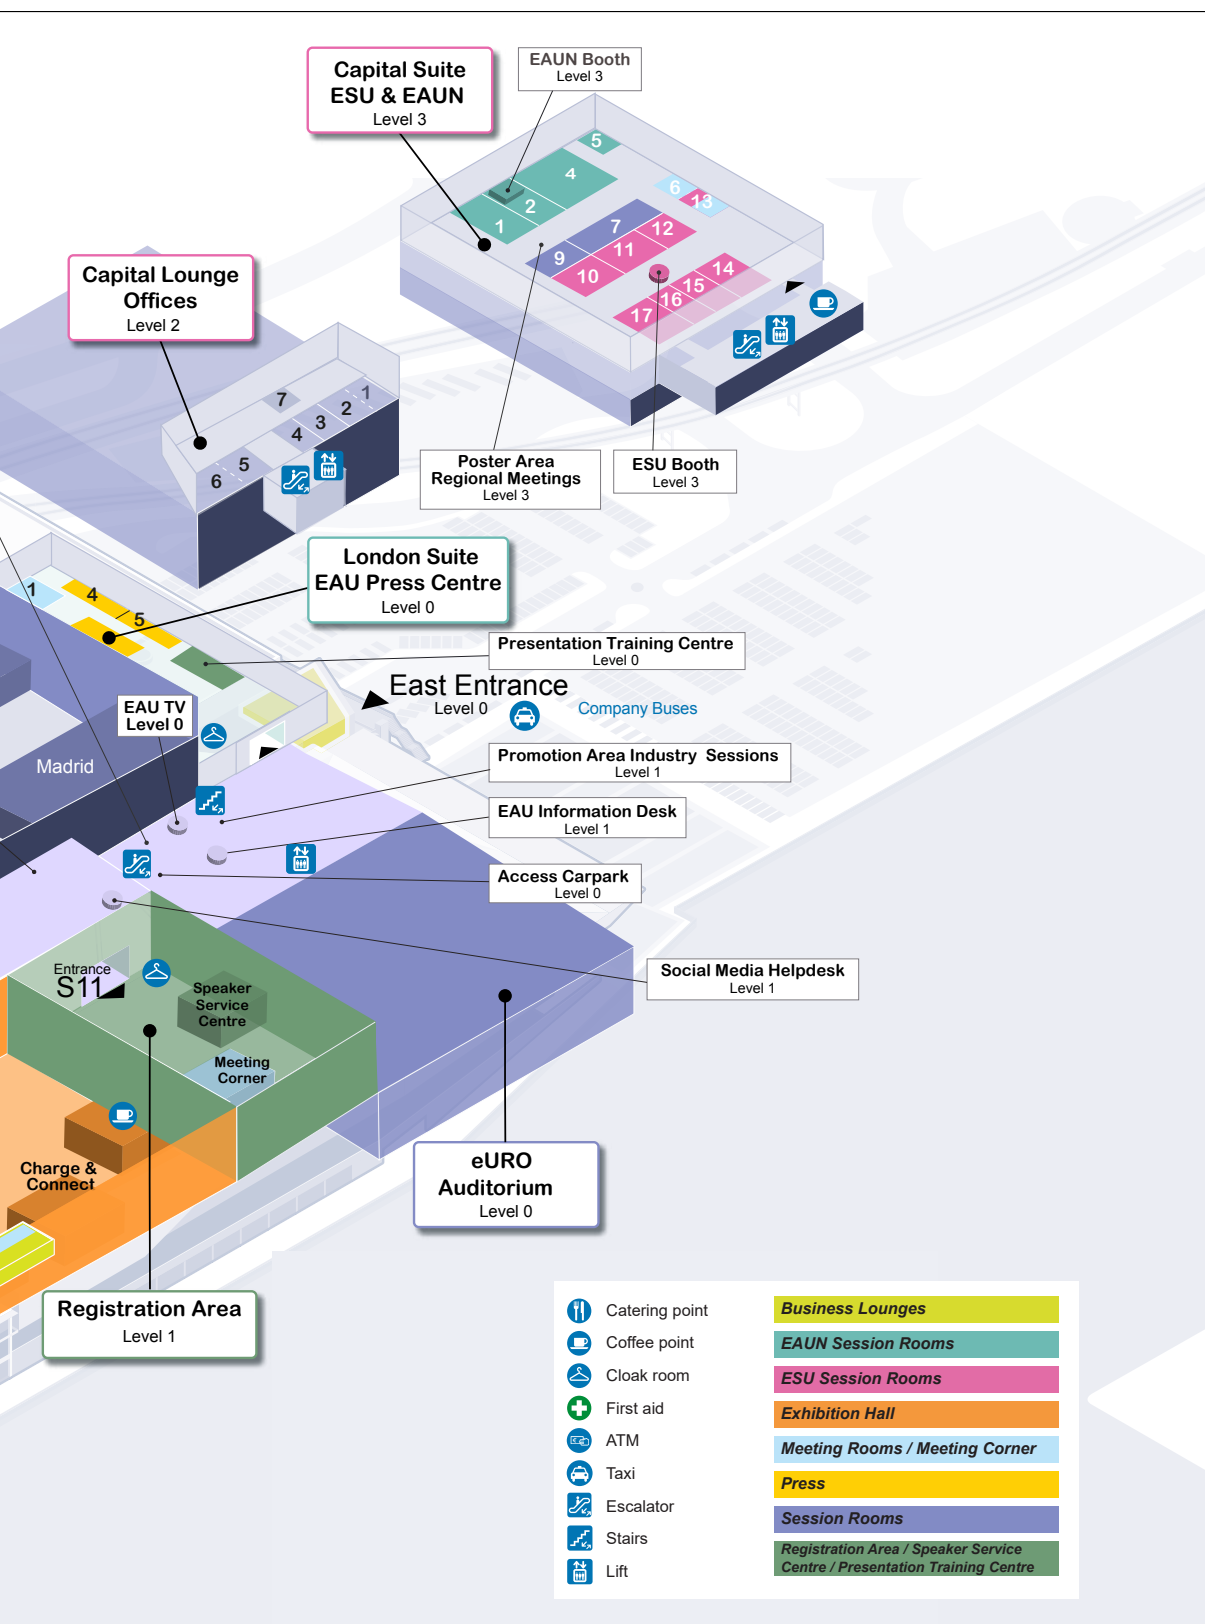 Capital Suite
ESU & EAUN
Level 3
EAUN Booth
Level 3
5
4
2
1
6
13
7
12
9
11
10
14
15
16
17
Capital Lounge
Offices
Level 2
7
1
2
3
4
5
6
Poster Area
Regional Meetings
Level 3
ESU Booth
Level 3
London Suite
EAU Press Centre
Level 0
1
4
5
Presentation Training Centre
Level 0
East Entrance
Level 0
Company Buses
EAU TV
Level 0
Madrid
Promotion Area Industry Sessions
Level 1
EAU Information Desk
Level 1
Access Carpark
Level 0
Social Media Helpdesk
Level 1
Entrance
S11
Speaker
Service
Centre
Meeting
Corner
Charge &
Connect
eURO
Auditorium
Level 0
Registration Area
Level 1
Catering point
Coffee point
Cloak room
First aid
ATM
Taxi
Escalator
Stairs
Lift
Business Lounges
EAUN Session Rooms
ESU Session Rooms
Exhibition Hall
Meeting Rooms / Meeting Corner
Press
Session Rooms
Registration Area / Speaker Service
Centre / Presentation Training Centre